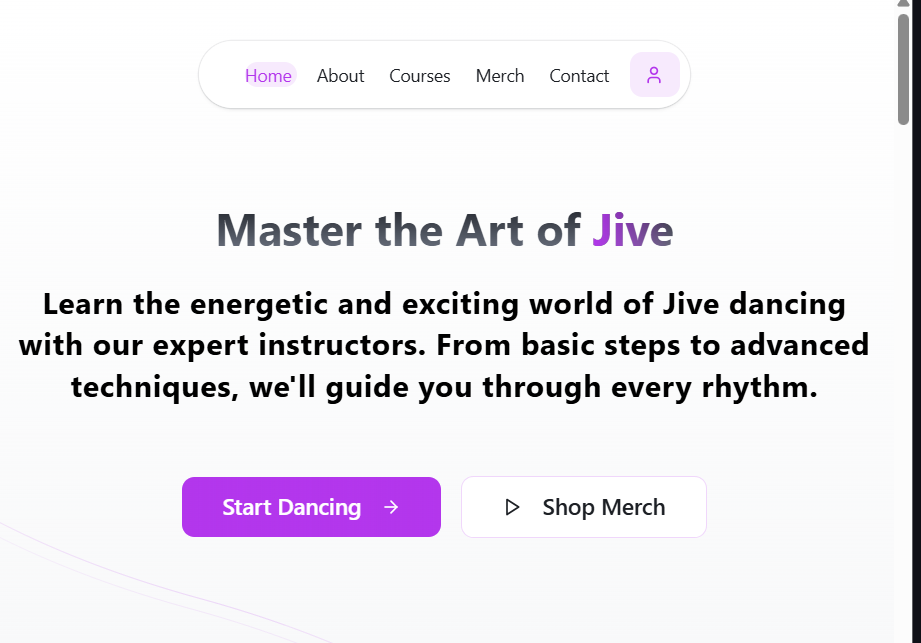 Home About Courses Merch Contact
Master the Art of Jive
Learn the energetic and exciting world of Jive dancing
with our expert instructors. From basic steps to advanced
techniques, we'll guide you through every rhythm.
Start Dancing
Shop Merch